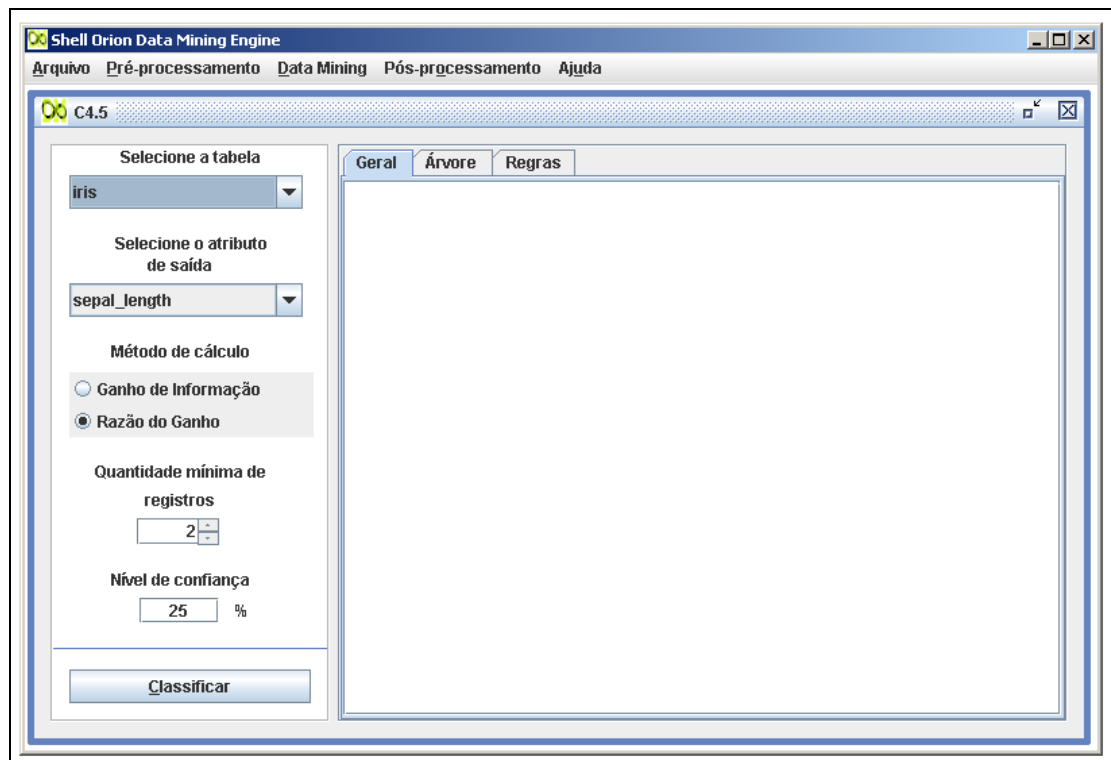 Shell Orion Data Mining Engine
Arquivo Pré-processamento Data Mining Pós-processamento Ajuda
C4.5
Selecione a tabela
iris
Selecione o atributo
de saída
sepal_length
Método de cálculo
Ganho de Informação
Razão do Ganho
Quantidade mínima de
registros
2
Nível de confiança
25 %
Classificar
Geral Árvore Regras